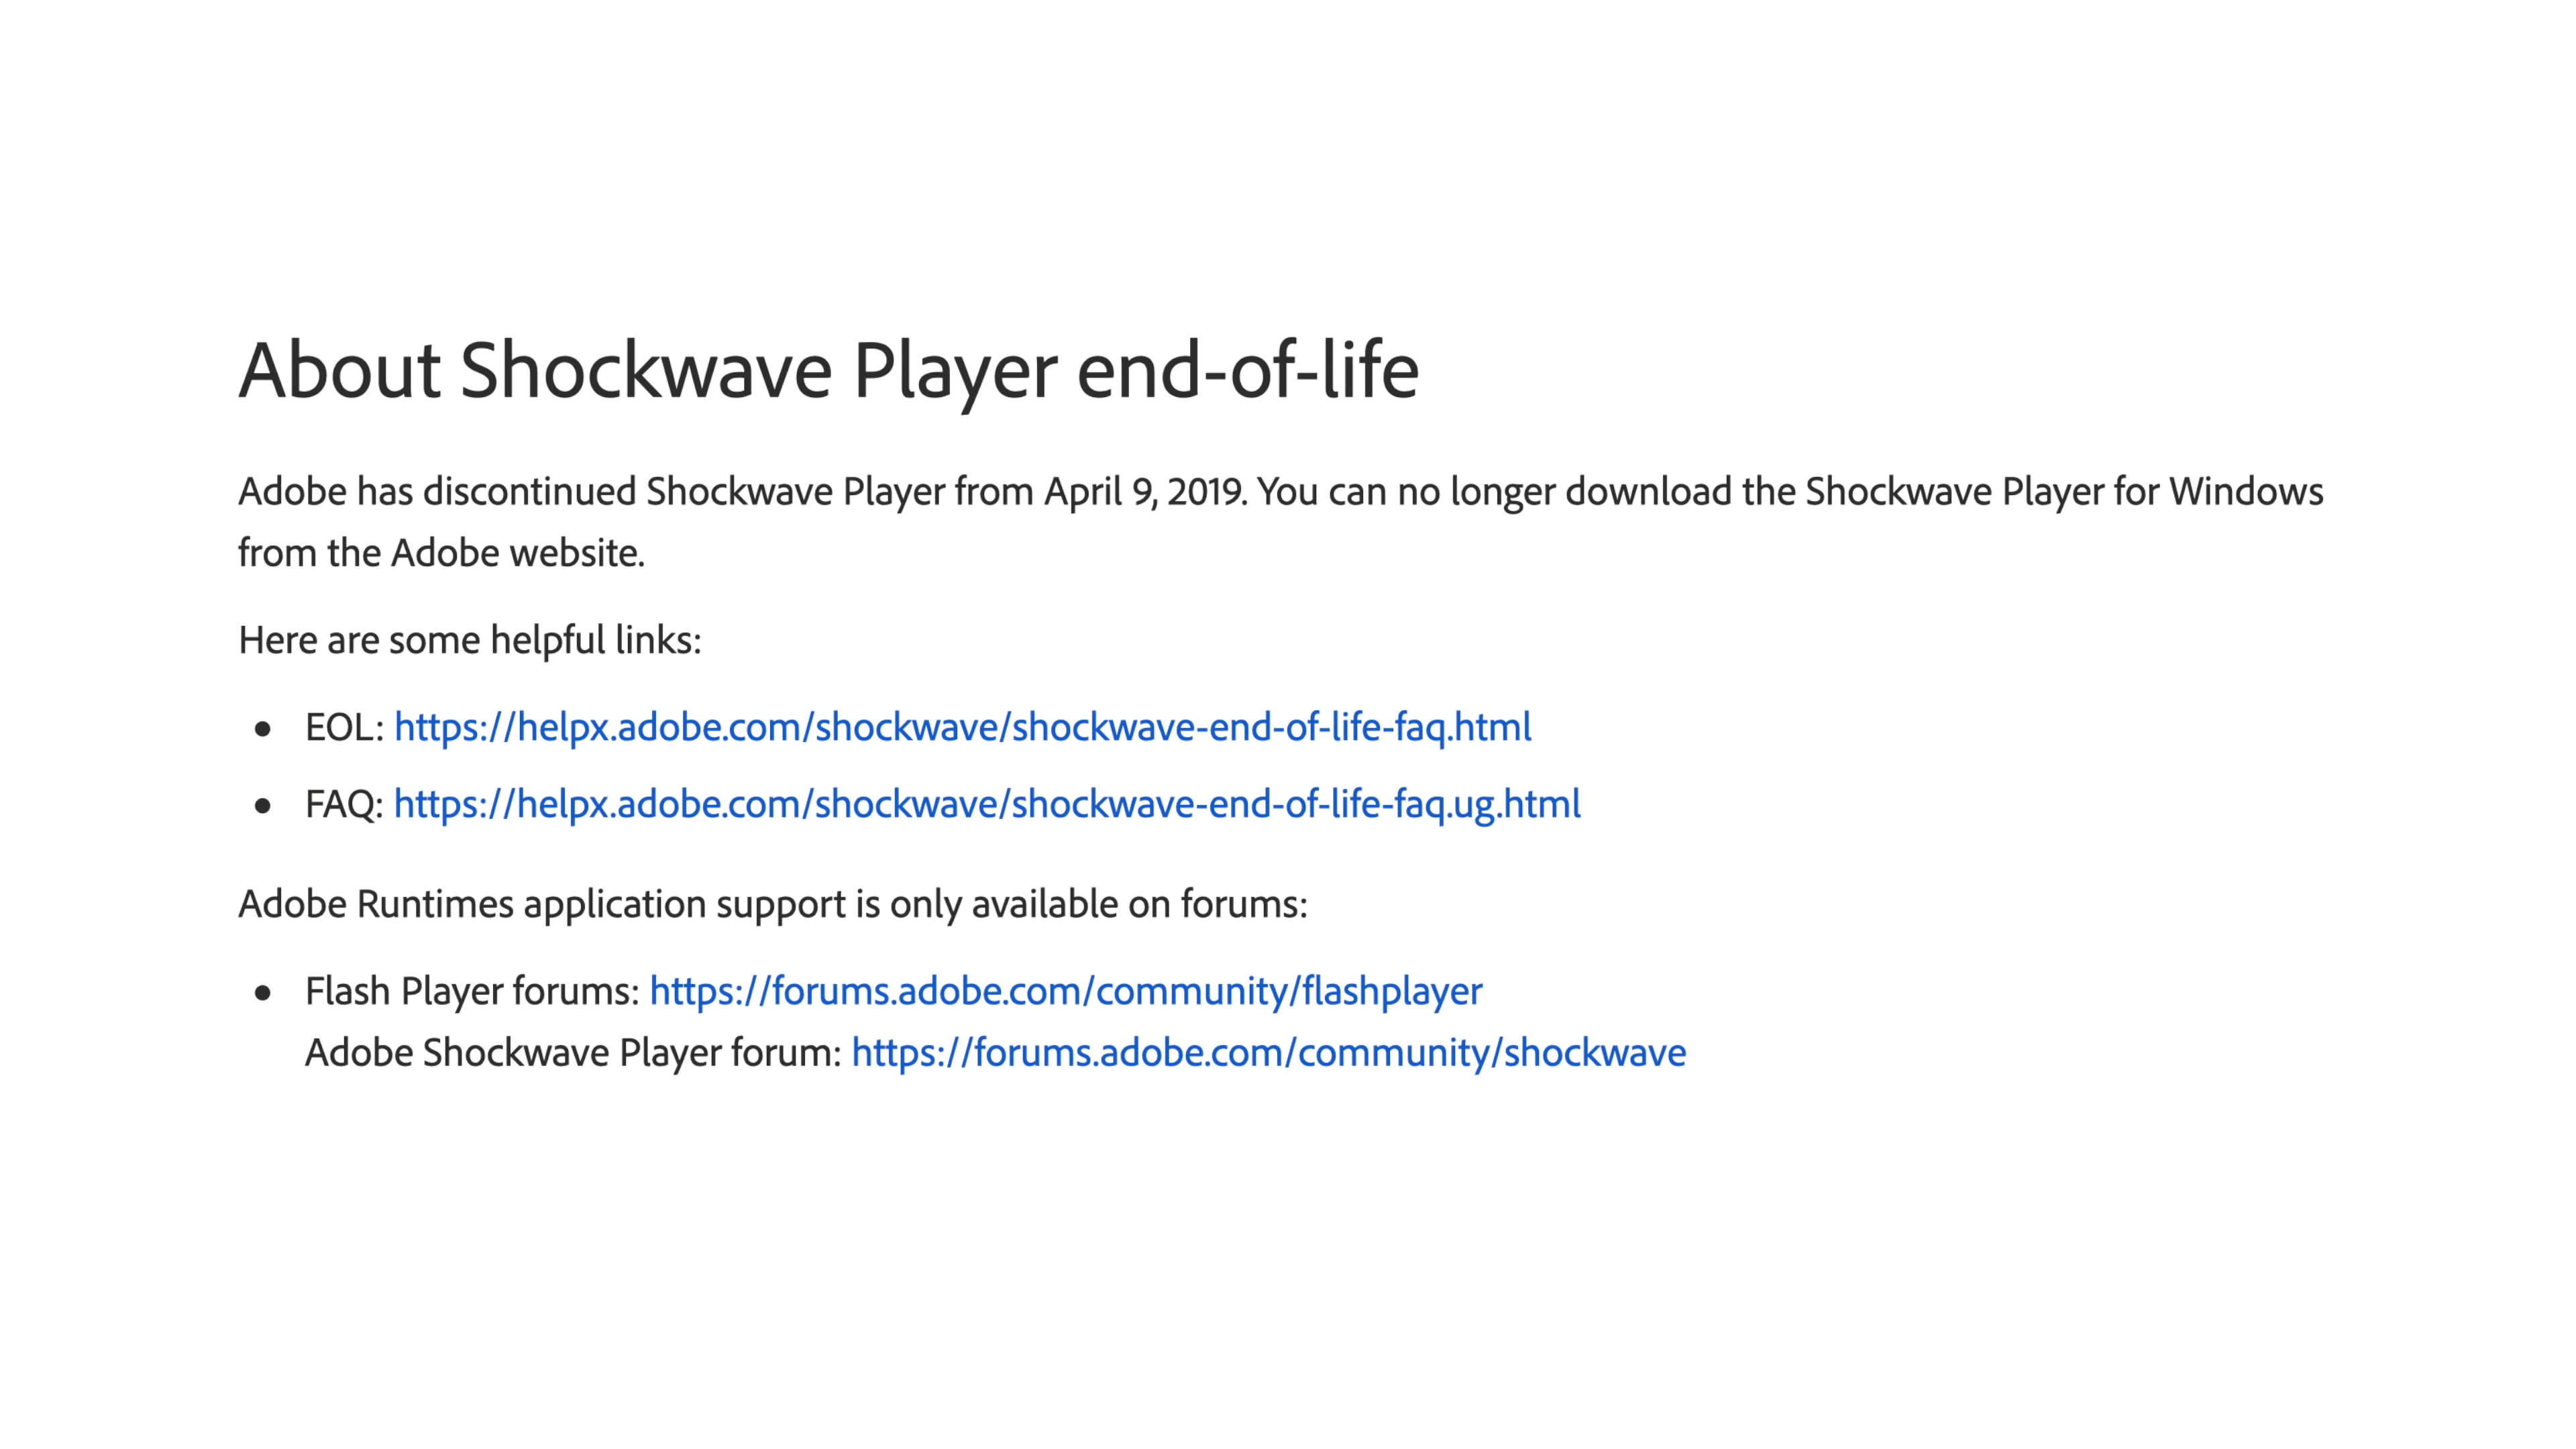 About Shockwave Player end-of-life
Adobe has discontinued Shockwave Player from April 9, 2019. You can no longer download the Shockwave Player for Windows
from the Adobe website.
Here are some helpful links:
● EOL: https://helpx.adobe.com/shockwave/shockwave-end-of-life-faq.html
● FAQ: https://helpx.adobe.com/shockwave/shockwave-end-of-life-faq.ug.html
Adobe Runtimes application support is only available on forums:
● Flash Player forums: https://forums.adobe.com/community/flashplayer
Adobe Shockwave Player forum: https://forums.adobe.com/community/shockwave